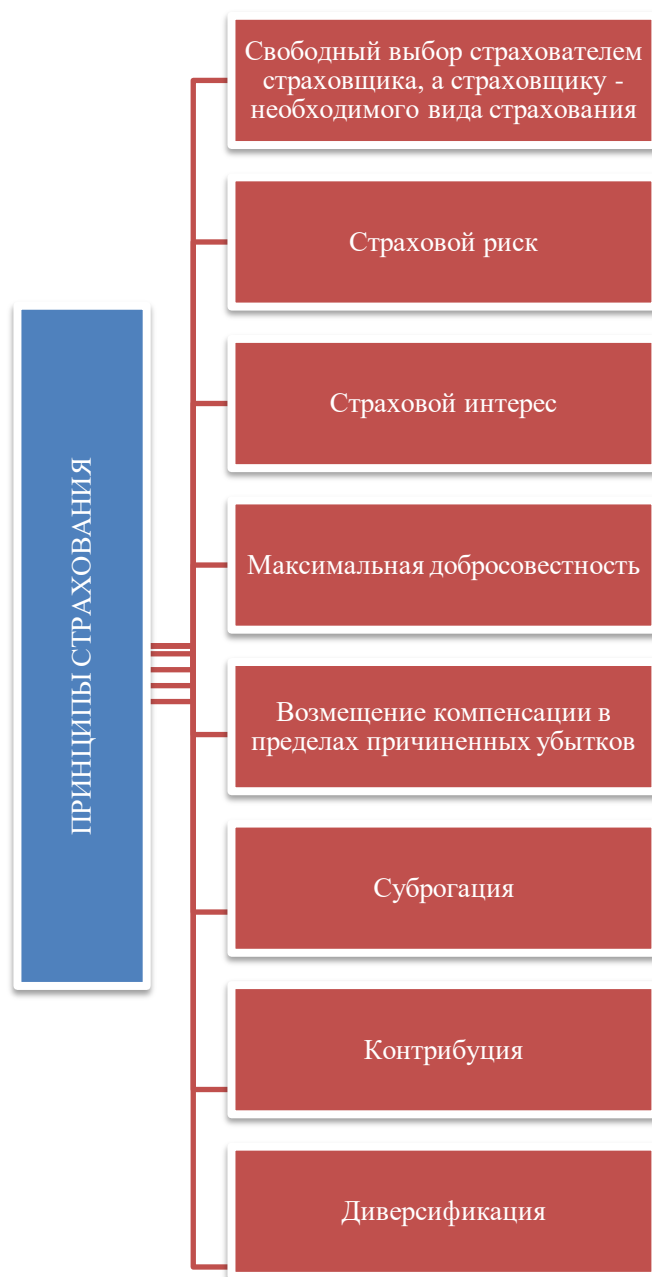 ПРИНЦИПЫ СТРАХОВАНИЯ
Свободный выбор страхователем
страховщика, а страховщику -
необходимого вида страхования
Страховой риск
Страховой интерес
Максимальная добросовестность
Возмещение компенсации в
пределах причиненных убытков
Суброгация
Контрибуция
Диверсификация